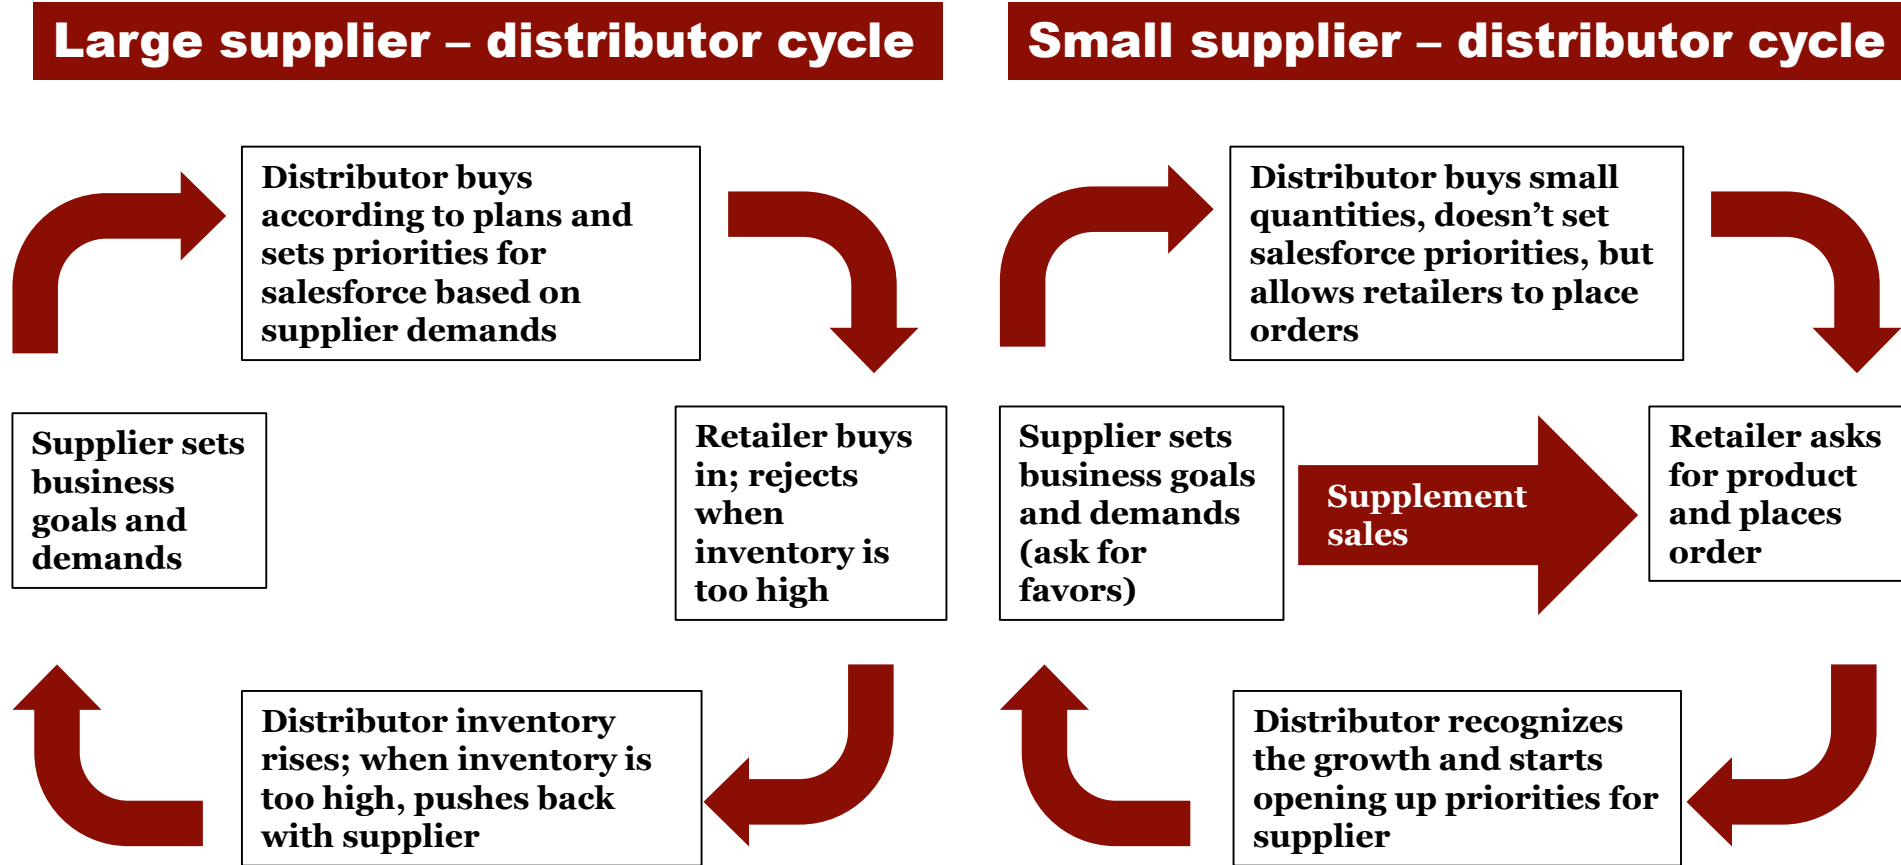 Large supplier – distributor cycle
Small supplier – distributor cycle
Distributor buys
according to plans and
sets priorities for
salesforce based on
supplier demands
Supplier sets
business
goals and
demands
Retailer buys
in; rejects
when
inventory is
too high
Distributor inventory
rises; when inventory is
too high, pushes back
with supplier
Distributor buys small
quantities, doesn’t set
salesforce priorities, but
allows retailers to place
orders
Supplier sets
business goals
and demands
(ask for
favors)
Supplement
sales
Retailer asks
for product
and places
order
Distributor recognizes
the growth and starts
opening up priorities for
supplier